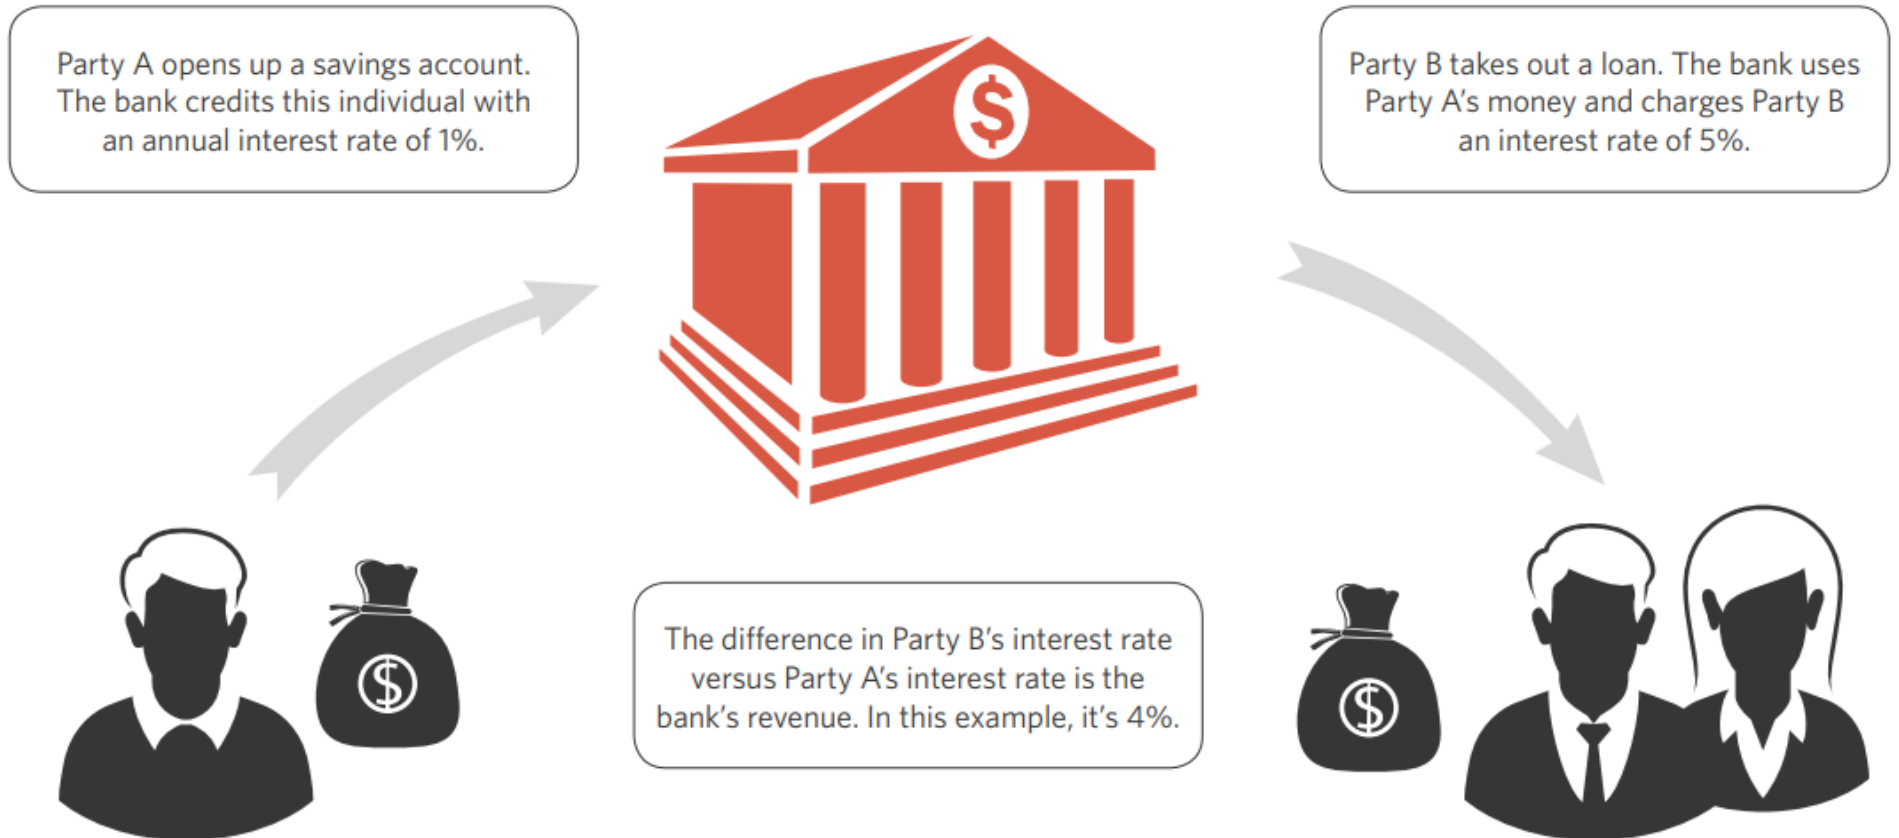 Party A opens up a savings account.
The bank credits this individual with
an annual interest rate of 1%.
$
Party B takes out a loan. The bank uses
Party A's money and charges Party B
an interest rate of 5%.
The difference in Party B's interest rate
versus Party A's interest rate is the
bank's revenue. In this example, it's 4%.
$
$